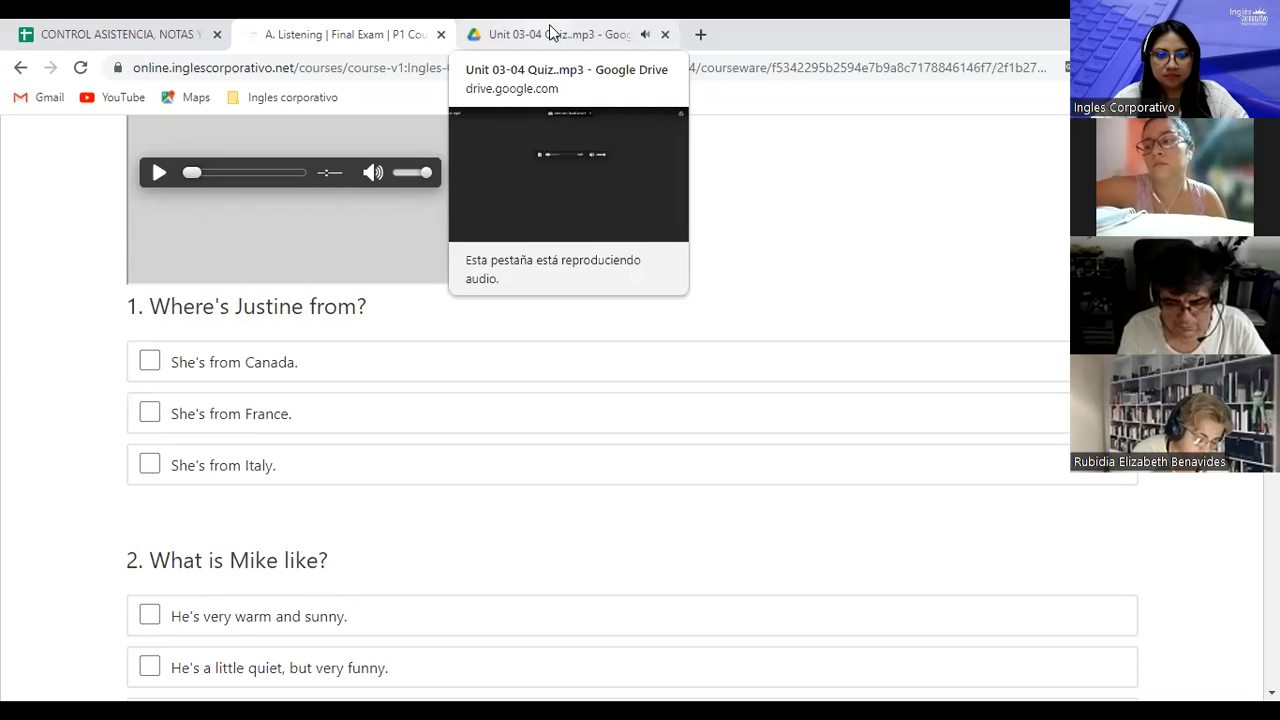 CONTROL ASISTENCIA, NOTAS Y
A. Listening | Final Exam | P1 Cou
Unit 03-04 Quiz..mp3 - Goog
online.inglescorporativo.net/courses/course-v1:Ingles-
4/courseware/f5342295b2594e7b9a8c7178846146f7/2f1b27...
Gmail
YouTube
Maps
Ingles corporativo
Unit 03-04 Quiz..mp3 - Google Drive
drive.google.com
Esta pestaña está reproduciendo
audio.
1. Where's Justine from?
She's from Canada.
She's from France.
She's from Italy.
2. What is Mike like?
He's very warm and sunny.
He's a little quiet, but very funny.
Ingles Corporativo
Rubidia Elizabeth Benavides